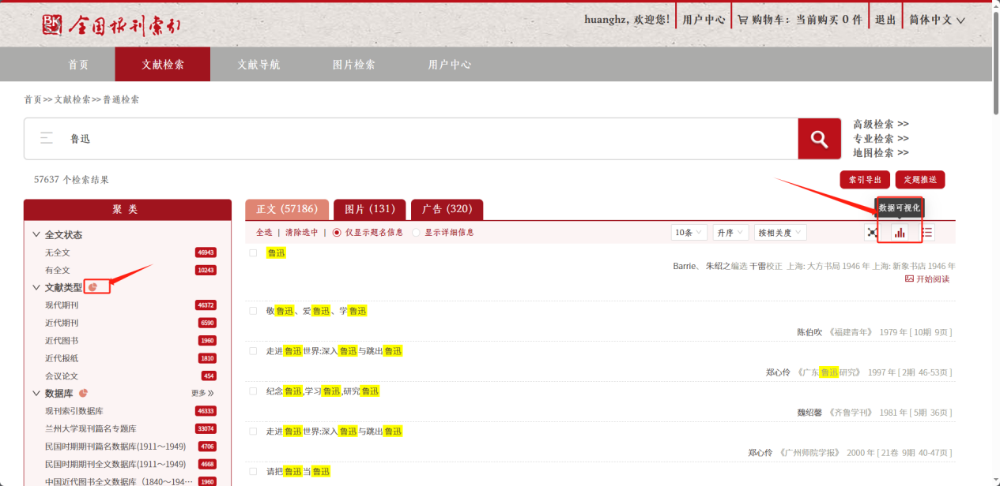 全国报刊索引
huanghz, 欢迎您! 用户中心 购物车: 当前购买 0 件 退出 简体中文
首页 文献检索 文献导航 图片检索 用户中心
首页>>文献检索>>普通检索
鲁迅
高级检索 >>
专业检索 >>
地图检索 >>
57637 个检索结果
索引导出 定题推送
聚 类
正文 (57186) 图片 (131) 广告 (320)
数据可视化
全选 | 清除选中 | 仅显示题名信息 显示详细信息
10条 升序 按相关度
全文状态
无全文 46943
有全文 10243
文献类型
现代期刊 46372
近代期刊 6590
近代图书 1960
近代报纸 1810
会议论文 454
数据库 更多
现刊索引数据库 46333
兰州大学现刊篇名专题库 33074
民国时期期刊篇名数据库(1911～1949) 4706
民国时期期刊全文数据库(1911～1949) 4668
中国近代图书全文数据库（1840～194… 1960
鲁迅
Barrie、 朱绍之编选 干雷校正 上海: 大方书局 1946 年 上海: 新象书店 1946 年
开始阅读
敬鲁迅、爱鲁迅、学鲁迅
陈伯吹 《福建青年》 1979 年 [ 10期 9页 ]
走进鲁迅世界:深入鲁迅与跳出鲁迅
郑心伶 《广东鲁迅研究》 1997 年 [ 2期 46-53页 ]
纪念鲁迅,学习鲁迅,研究鲁迅
魏绍馨 《齐鲁学刊》 1981 年 [ 5期 36页 ]
走进鲁迅世界:深入鲁迅与跳出鲁迅
郑心伶 《广州师院学报》 2000 年 [ 21卷 9期 40-47页 ]
请把鲁迅当鲁迅